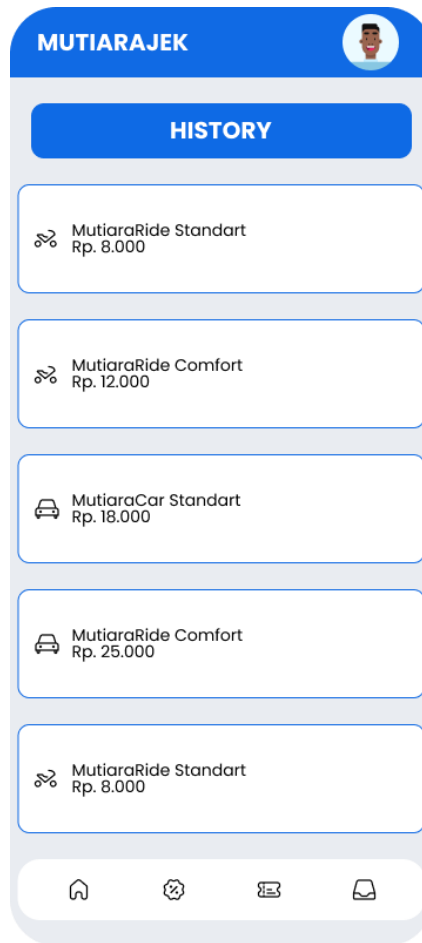 MUTIARAJEK
HISTORY
MutiaraRide Standart
Rp. 8.000
MutiaraRide Comfort
Rp. 12.000
MutiaraCar Standart
Rp. 18.000
MutiaraRide Comfort
Rp. 25.000
MutiaraRide Standart
Rp. 8.000